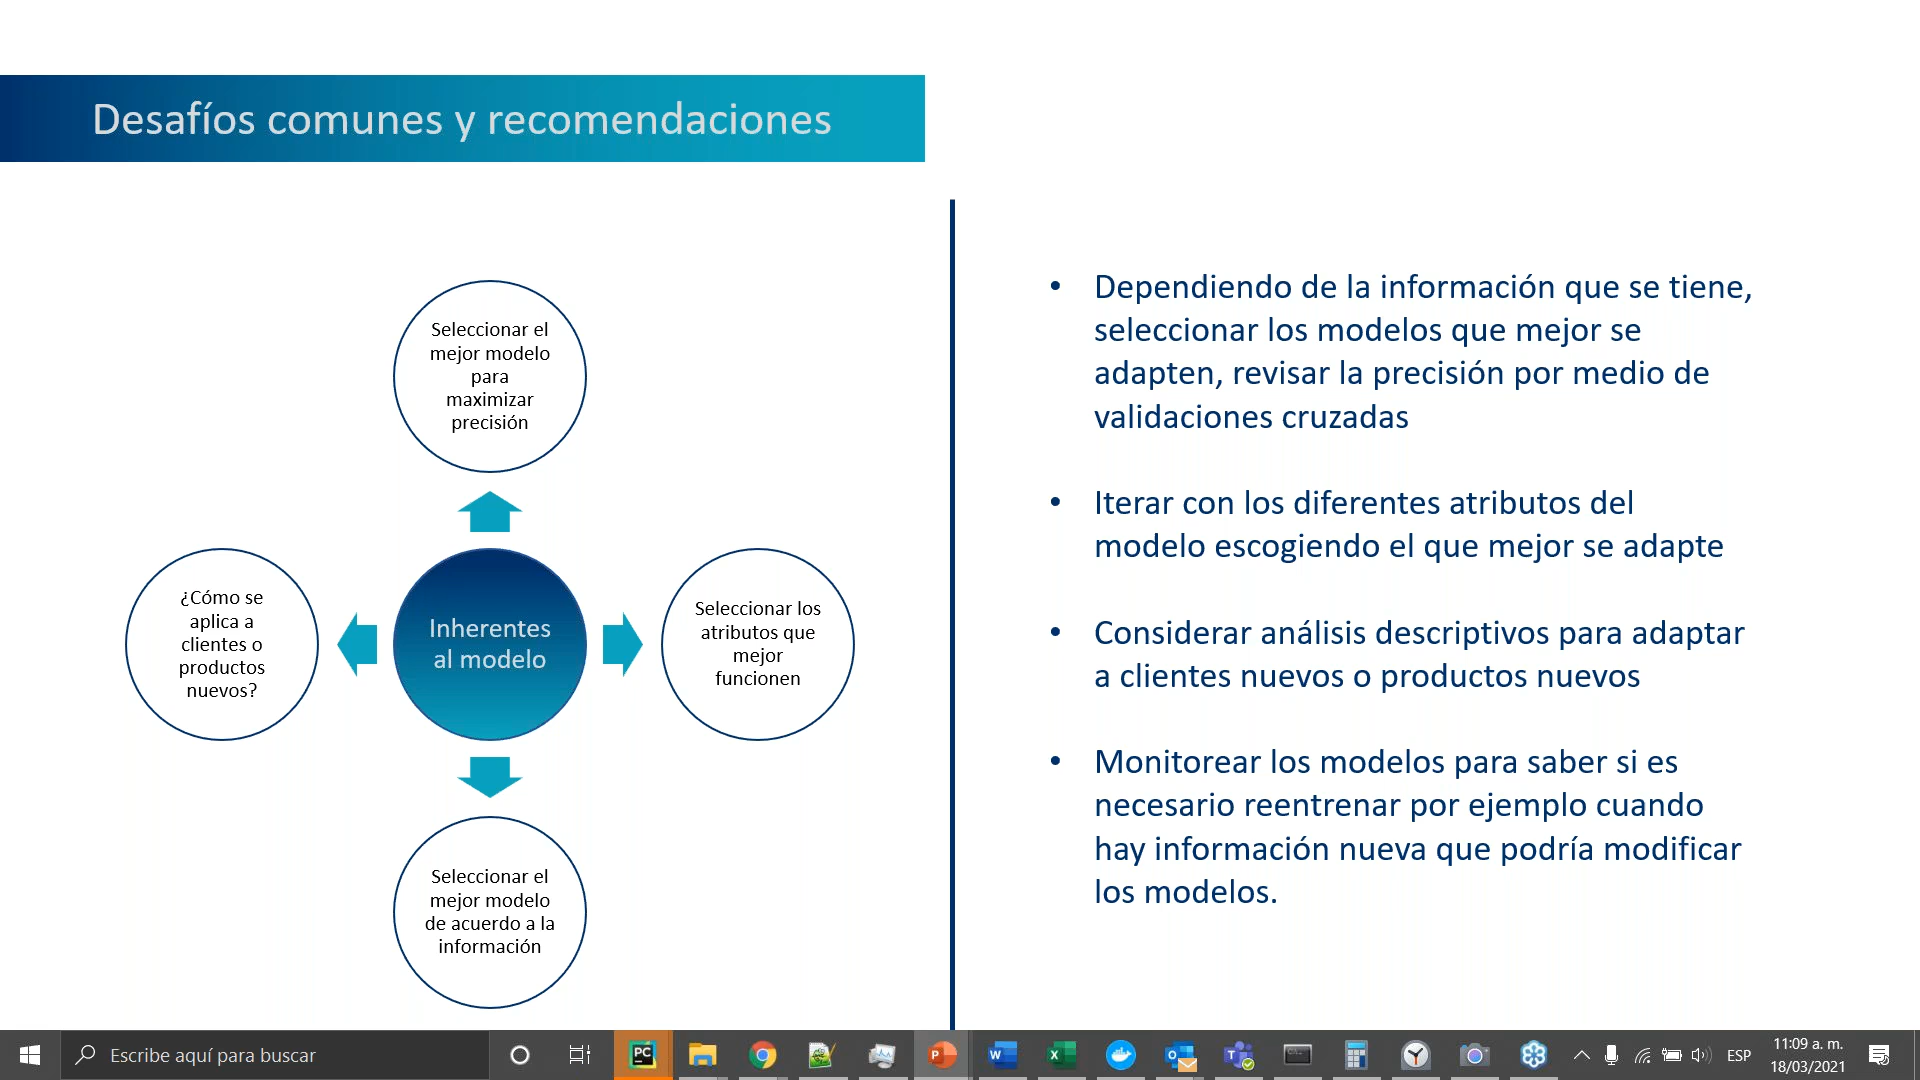 Desafíos comunes y recomendaciones
Seleccionar el
mejor modelo
para
maximizar
precisión
¿Cómo se
aplica a
clientes o
productos
nuevos?
Inherentes
al modelo
Seleccionar los
atributos que
mejor
funcionen
Seleccionar el
mejor modelo
de acuerdo a la
información
• Dependiendo de la información que se tiene,
seleccionar los modelos que mejor se
adapten, revisar la precisión por medio de
validaciones cruzadas
• Iterar con los diferentes atributos del
modelo escogiendo el que mejor se adapte
• Considerar análisis descriptivos para adaptar
a clientes nuevos o productos nuevos
• Monitorear los modelos para saber si es
necesario reentrenar por ejemplo cuando
hay información nueva que podría modificar
los modelos.
Escribe aquí para buscar
ESP
11:09 a. m.
18/03/2021